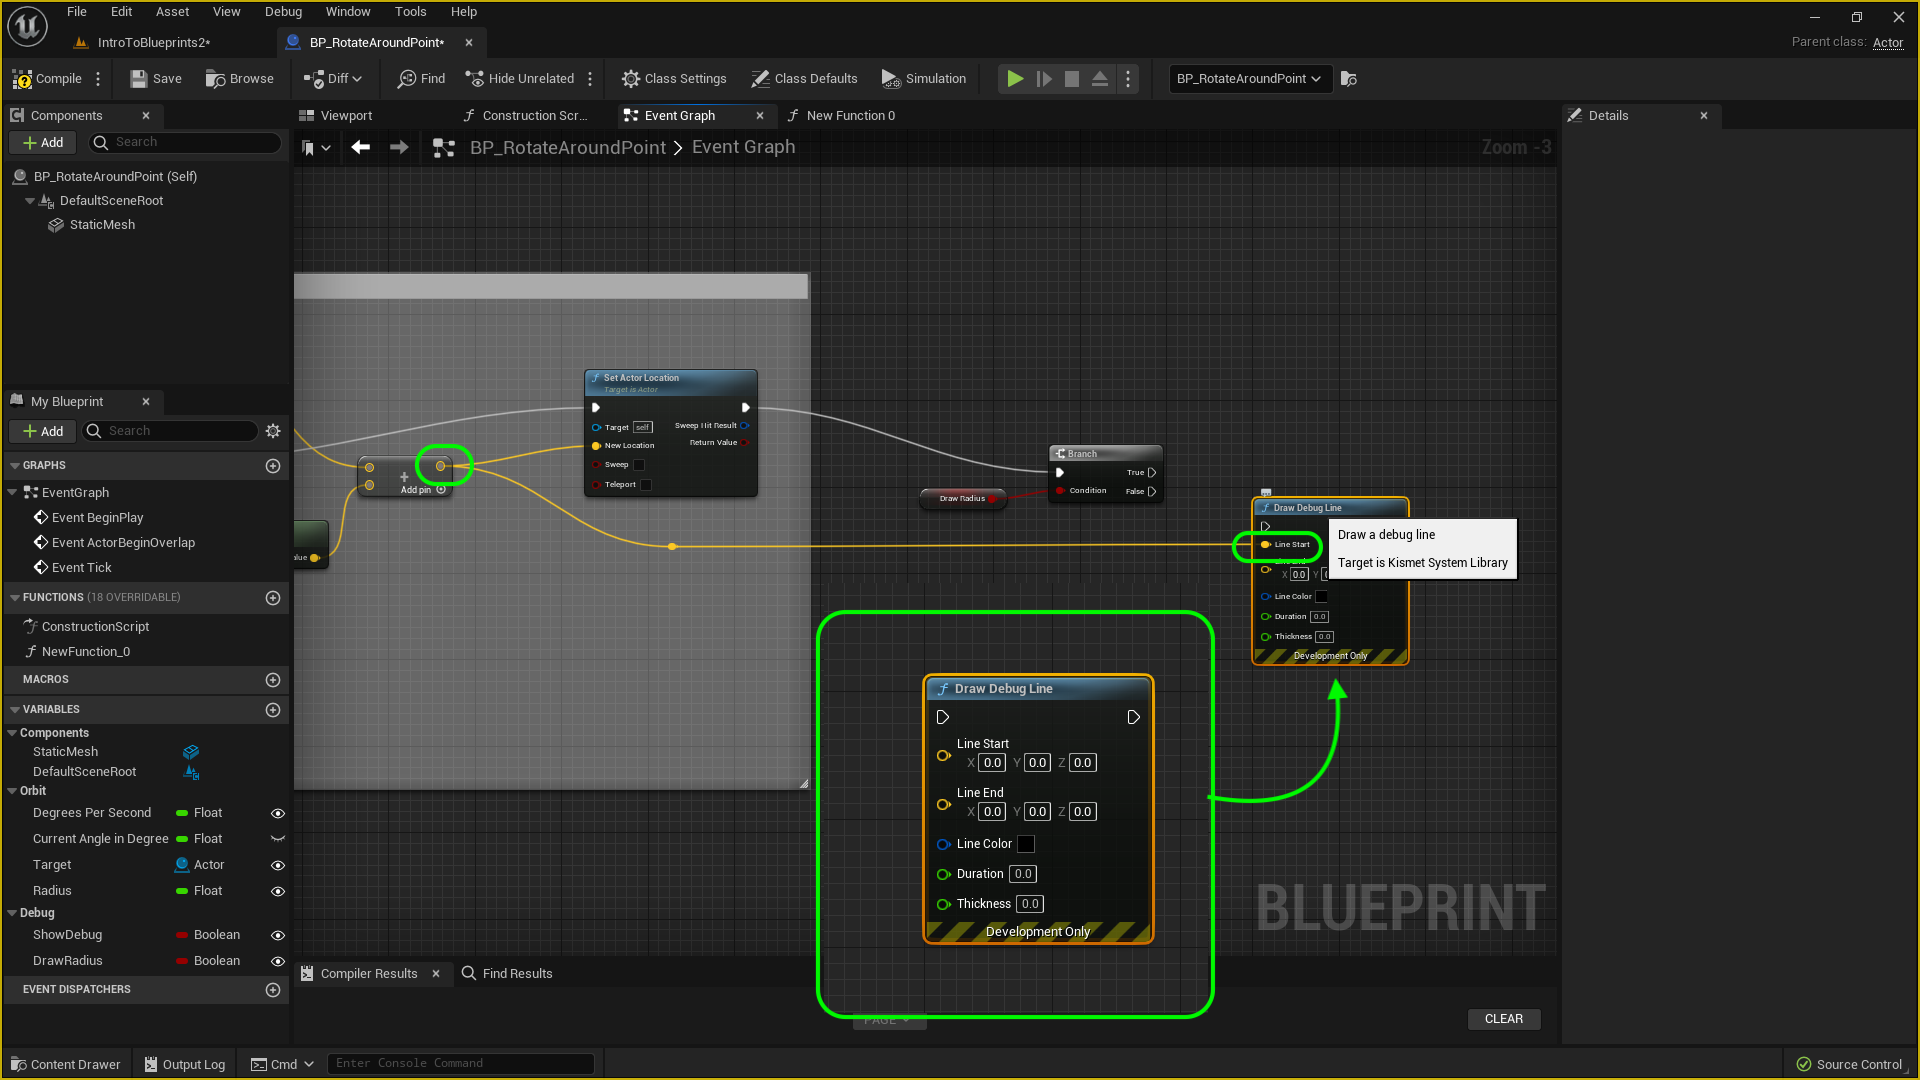 File Edit Asset View Debug Window Tools Help
IntroToBlueprints2*
BP_RotateAroundPoint*
Parent class: Actor
Compile
Save
Browse
Diff
Find
Hide Unrelated
Class Settings
Class Defaults
Simulation
BP_RotateAroundPoint
Components
Add
Search
BP_RotateAroundPoint (Self)
DefaultSceneRoot
StaticMesh
My Blueprint
Add
Search
GRAPHS
EventGraph
Event BeginPlay
Event ActorBeginOverlap
Event Tick
FUNCTIONS (18 OVERRIDABLE)
ConstructionScript
NewFunction_0
MACROS
VARIABLES
Components
StaticMesh
DefaultSceneRoot
Orbit
Degrees Per Second Float
Current Angle in Degree Float
Target Actor
Radius Float
Debug
ShowDebug Boolean
DrawRadius Boolean
EVENT DISPATCHERS
Viewport
Construction Scr...
Event Graph
New Function 0
BP_RotateAroundPoint > Event Graph
Zoom -3
Add pin
alue
Set Actor Location
Target is Actor
Target self
Sweep Hit Result
New Location
Return Value
Sweep
Teleport
Draw Radius
Branch
True
Condition
False
Draw Debug Line
Line Start
X 0.0 Y
Line Color
Duration 0.0
Thickness 0.0
Development Only
Draw a debug line
Target is Kismet System Library
Draw Debug Line
Line Start
X 0.0 Y 0.0 Z 0.0
Line End
X 0.0 Y 0.0 Z 0.0
Line Color
Duration 0.0
Thickness 0.0
Development Only
BLUEPRINT
Compiler Results
Find Results
PAGE
CLEAR
Details
Content Drawer
Output Log
Cmd
Enter Console Command
Source Control